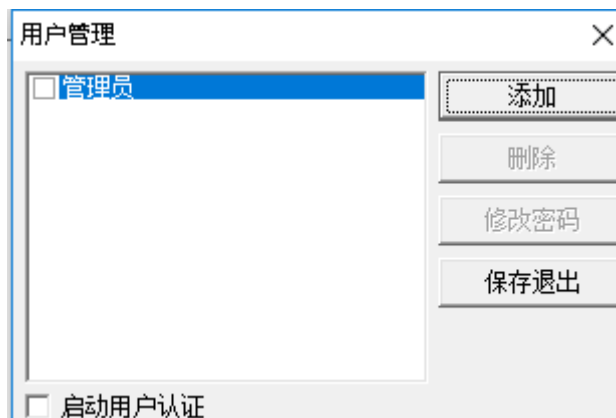 用户管理
管理员
添加
删除
修改密码
保存退出
启动用户认证